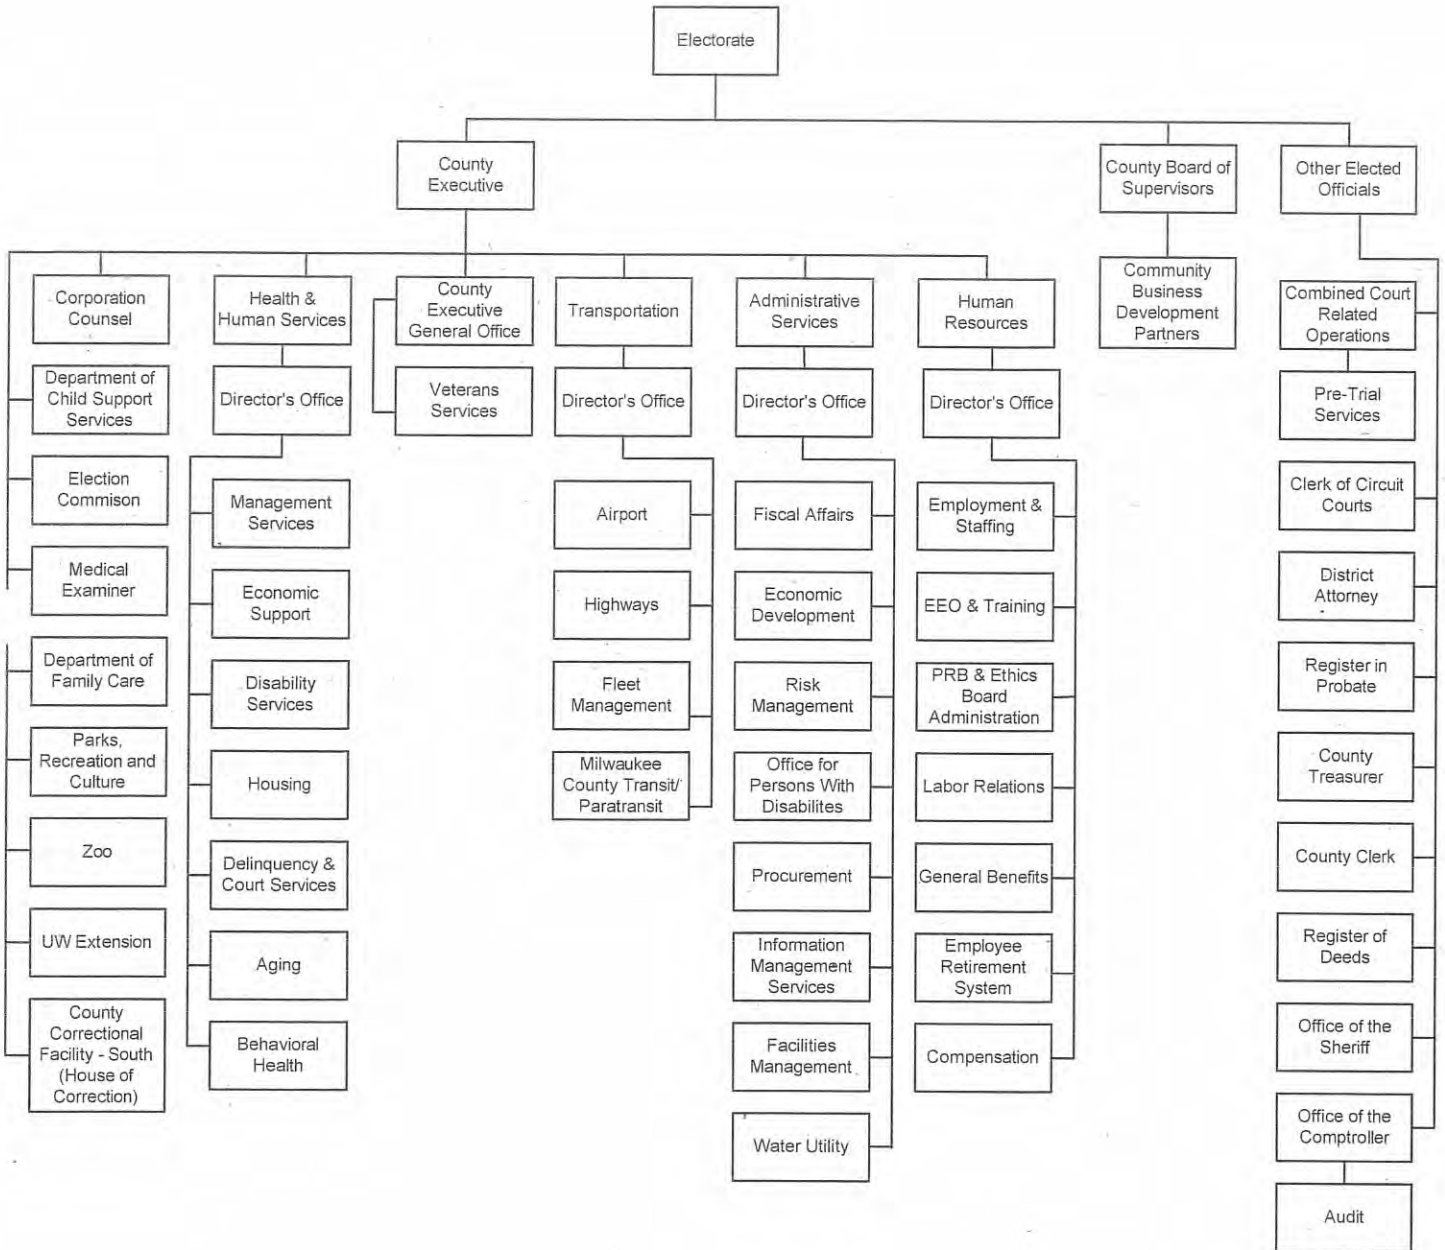 Electorate
County
Executive
County Board of
Supervisors
Other Elected
Officials
Corporation
Counsel
Department of
Child Support
Services
Election
Commison
Medical
Examiner
Department of
Family Care
Parks,
Recreation and
Culture
Zoo
UW Extension
County
Correctional
Facility - South
(House of
Correction)
Health &
Human Services
Director's Office
Management
Services
Economic
Support
Disability
Services
Housing
Delinquency &
Court Services
Aging
Behavioral
Health
County
Executive
General Office
Veterans
Services
Transportation
Director's Office
Airport
Highways
Fleet
Management
Milwaukee
County Transit/
Paratransit
Administrative
Services
Director's Office
Fiscal Affairs
Economic
Development
Risk
Management
Office for
Persons With
Disabilites
Procurement
Information
Management
Services
Facilities
Management
Water Utility
Human
Resources
Director's Office
Employment &
Staffing
EEO & Training
PRB & Ethics
Board
Administration
Labor Relations
General Benefits
Employee
Retirement
System
Compensation
Community
Business
Development
Partners
Combined Court
Related
Operations
Pre-Trial
Services
Clerk of Circuit
Courts
District
Attorney
Register in
Probate
County
Treasurer
County Clerk
Register of
Deeds
Office of the
Sheriff
Office of the
Comptroller
Audit